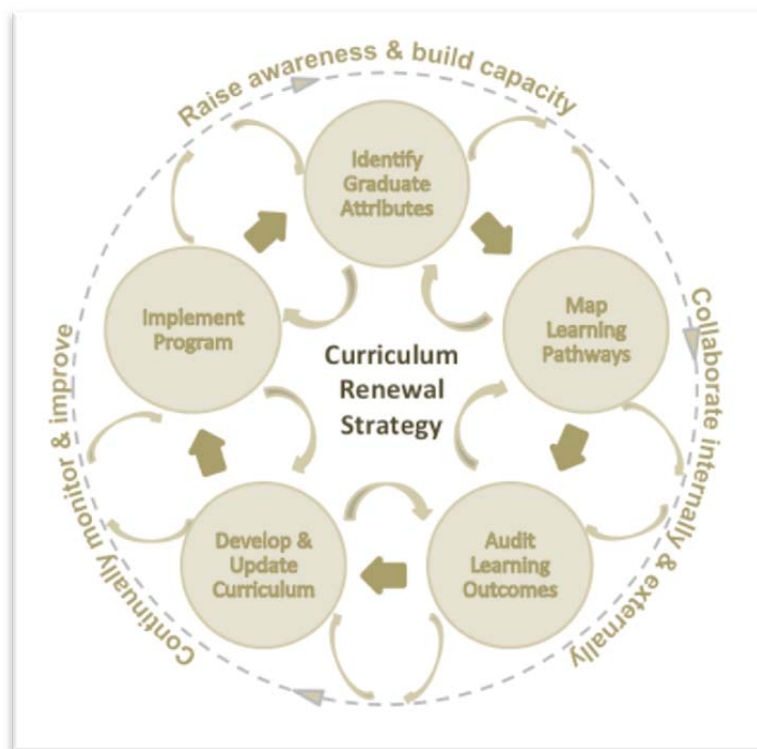 Raise awareness & build capacity
Identify
Graduate
Attributes
Implement
Program
Map
Learning
Pathways
Curriculum
Renewal
Strategy
Collaborate internally & externally
Continually monitor & improve
Develop &
Update
Curriculum
Audit
Learning
Outcomes